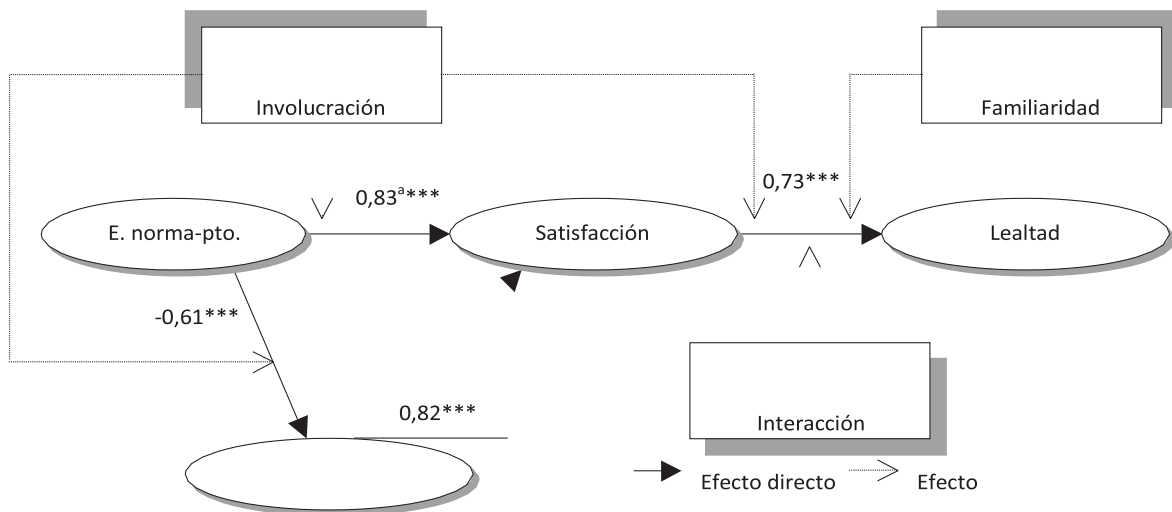 Involucración
Familiaridad
0,83ª***
0,73***
E. norma-pto.
Satisfacción
Lealtad
-0,61***
0,82***
Interacción
Efecto directo
Efecto